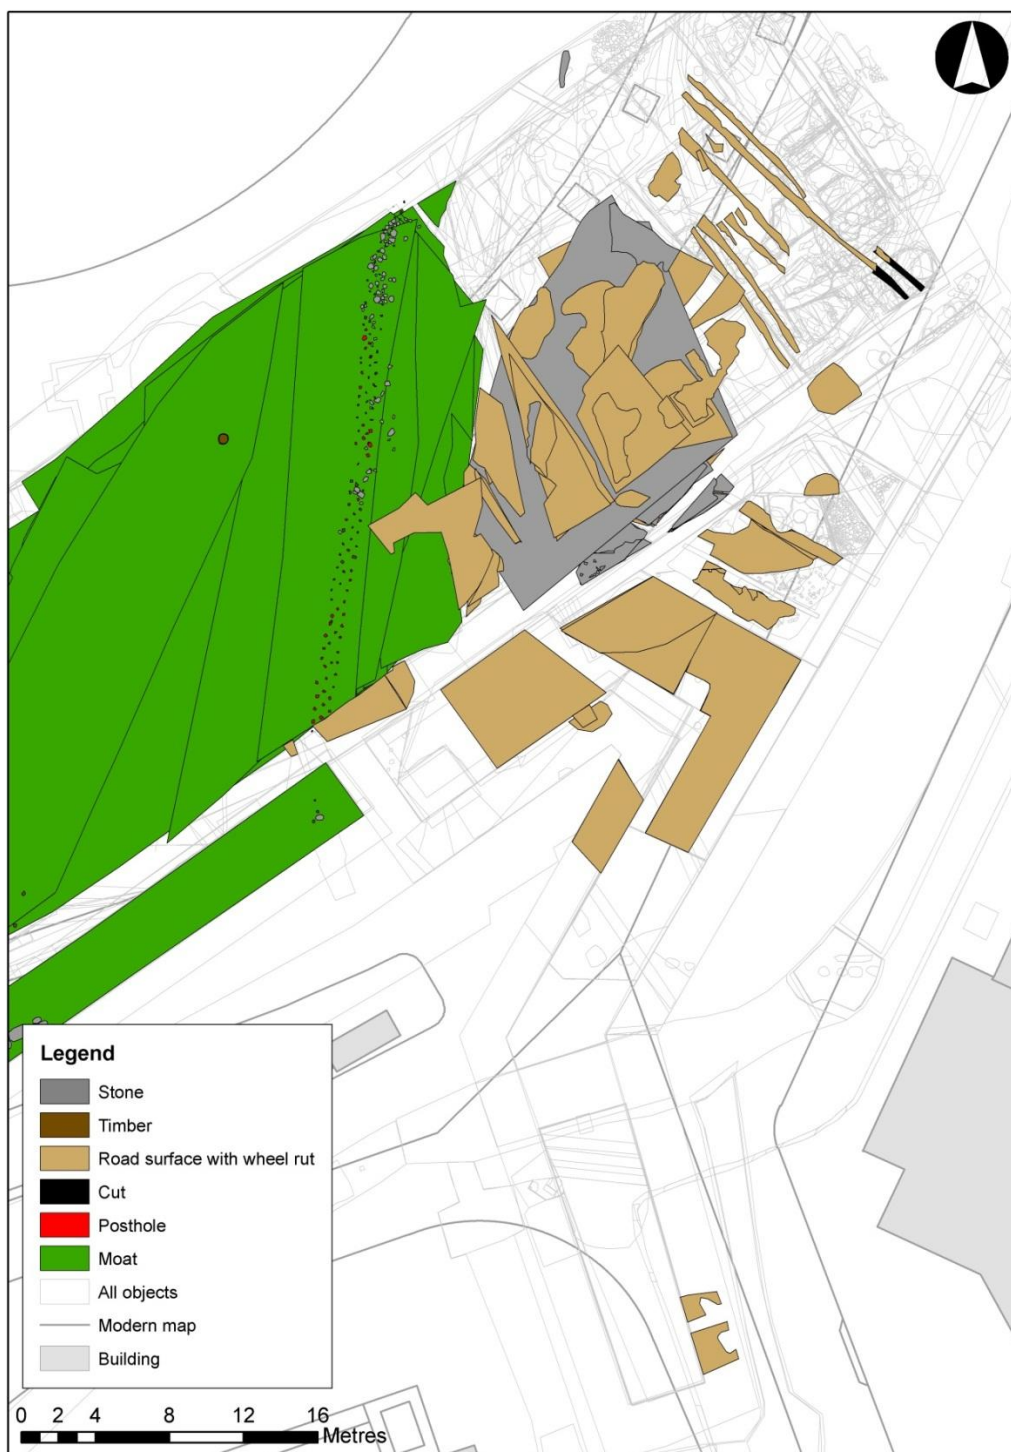 Legend
Stone
Timber
Road surface with wheel rut
Cut
Posthole
Moat
All objects
Modern map
Building
0 2 4 8 12 16
Metres